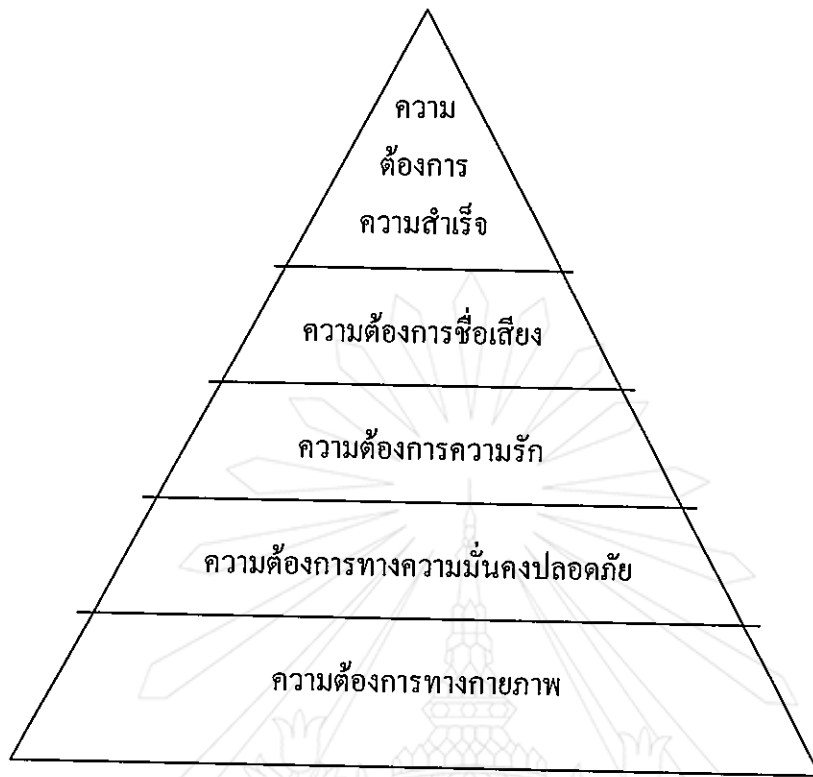 ความ
ต้องการ
ความสำเร็จ
ความต้องการชื่อเสียง
ความต้องการความรัก
ความต้องการทางความมั่นคงปลอดภัย
ความต้องการทางกายภาพ